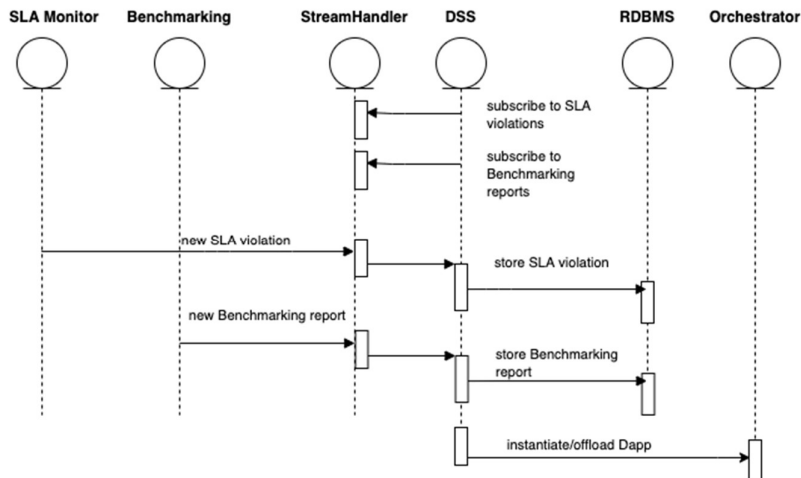 SLA Monitor
Benchmarking
StreamHandler
DSS
RDBMS
Orchestrator
subscribe to SLA
violations
subscribe to
Benchmarking
reports
new SLA violation
store SLA violation
new Benchmarking report
store Benchmarking
report
instantiate/offload Dapp